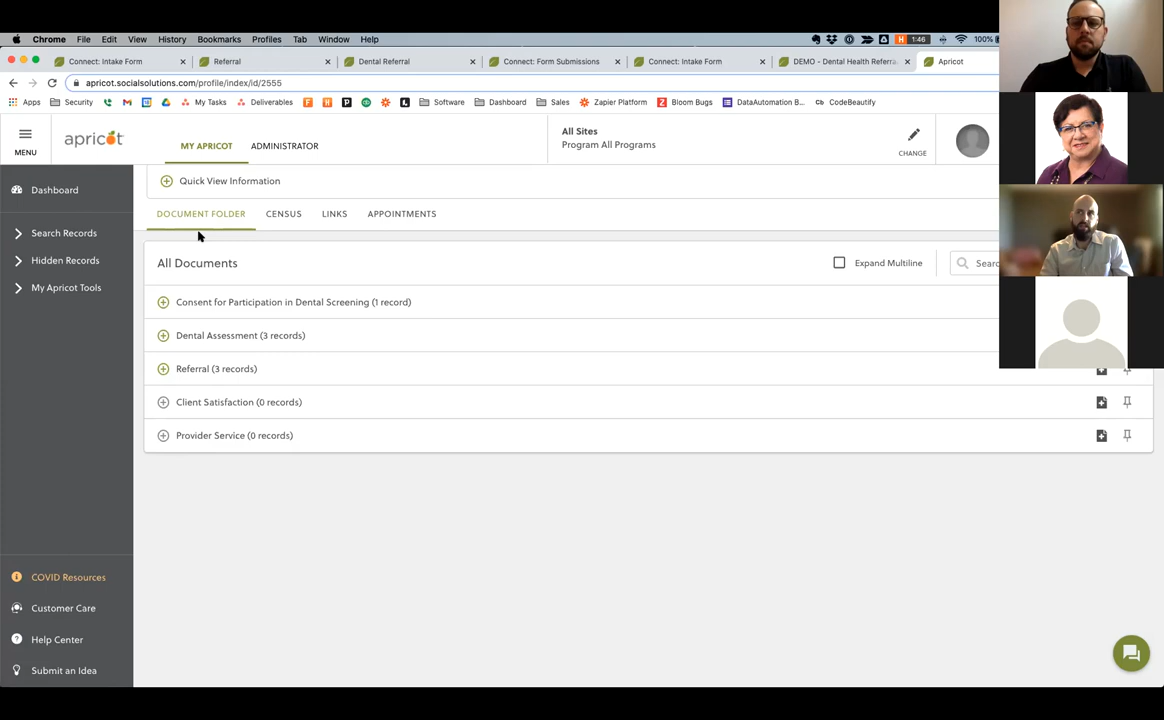 Chrome File Edit View History Bookmarks Profiles Tab Window Help 1:46 100%
Connect: Intake Form Referral Dental Referral Connect: Form Submissions Connect: Intake Form DEMO - Dental Health Referra Apricot
apricot.socialsolutions.com/profile/index/id/2555
Apps Security My Tasks Deliverables Software Dashboard Sales Zapier Platform Bloom Bugs DataAutomation B... CodeBeautify
MENU apricot MY APRICOT ADMINISTRATOR
All Sites
Program All Programs
CHANGE
Dashboard
Search Records
Hidden Records
My Apricot Tools
COVID Resources
Customer Care
Help Center
Submit an Idea
Quick View Information
DOCUMENT FOLDER CENSUS LINKS APPOINTMENTS
All Documents Expand Multiline Searc
Consent for Participation in Dental Screening (1 record)
Dental Assessment (3 records)
Referral (3 records)
Client Satisfaction (0 records)
Provider Service (0 records)